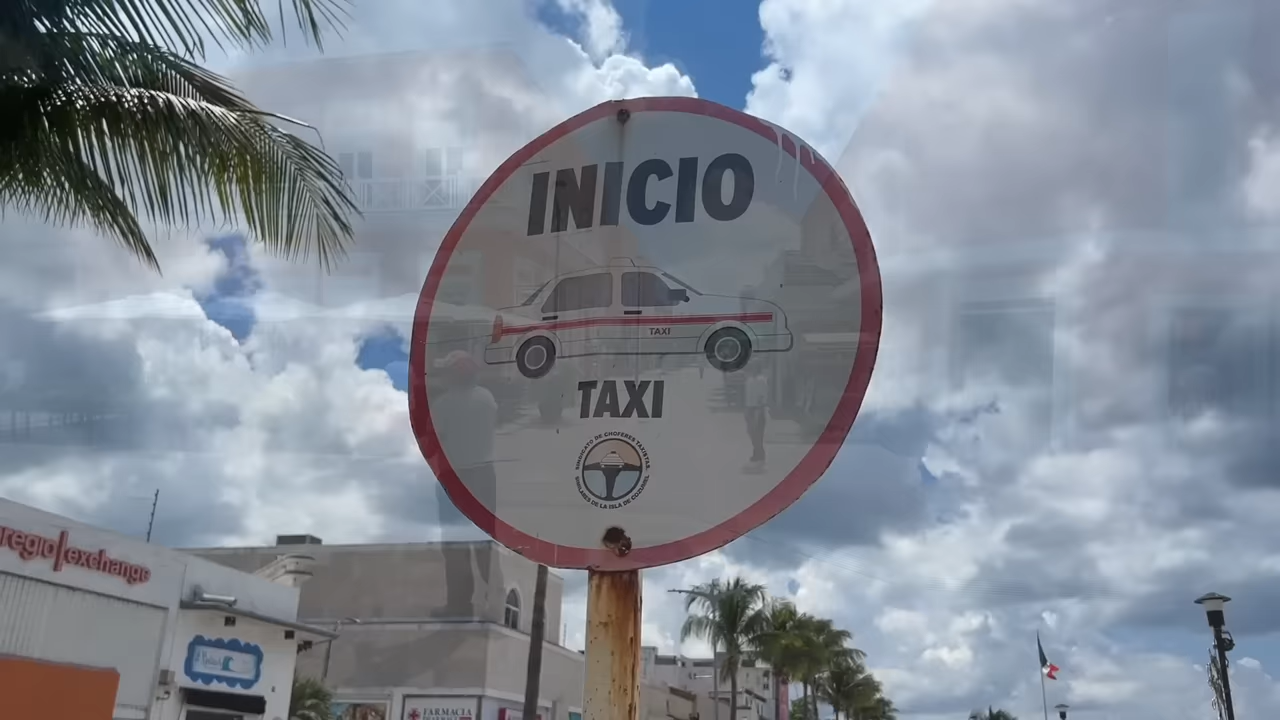 INICIO
TAXI
TAXI
SINDICATO DE CHOFERES TAXISTAS
SIMILARES DE LA ISLA DE COZUMEL
regio|exchange
FARMACIA